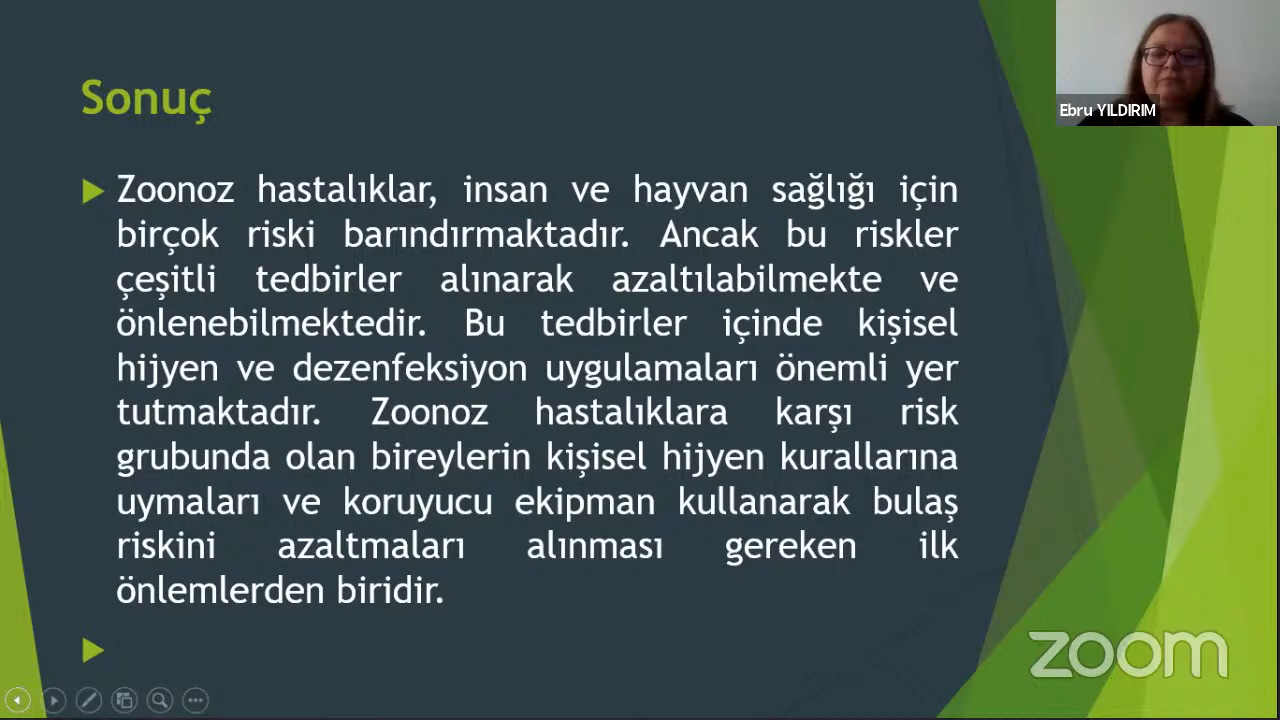 Sonuç
Zoonoz hastalıklar, insan ve hayvan sağlığı için
birçok riski barındırmaktadır. Ancak bu riskler
çeşitli tedbirler alınarak azaltılabilmekte ve
önlenebilmektedir. Bu tedbirler içinde kişisel
hijyen ve dezenfeksiyon uygulamaları önemli yer
tutmaktadır. Zoonoz hastalıklara karşı risk
grubunda olan bireylerin kişisel hijyen kurallarına
uymaları ve koruyucu ekipman kullanarak bulaş
riskini azaltmaları alınması gereken ilk
önlemlerden biridir.
Ebru YILDIRIM
zoom